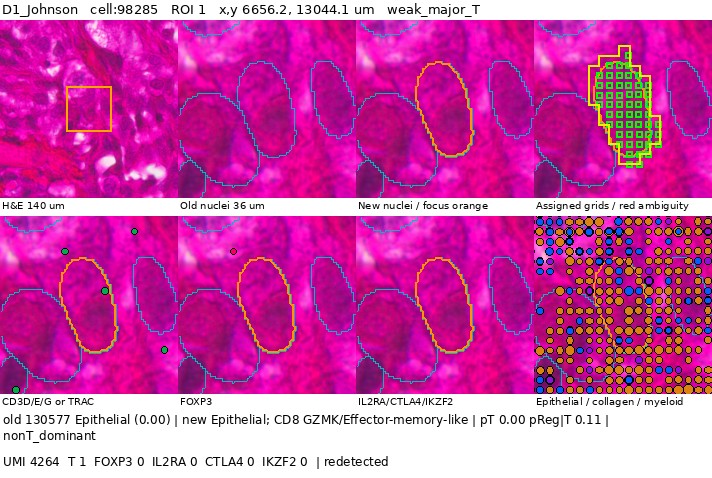 D1_Johnson cell:98285 ROI 1 x,y 6656.2, 13044.1 um weak_major_T
H&E 140 um
Old nuclei 36 um
New nuclei / focus orange
Assigned grids / red ambiguity
CD3D/E/G or TRAC
FOXP3
IL2RA/CTLA4/IKZF2
Epithelial / collagen / myeloid
old 130577 Epithelial (0.00) | new Epithelial; CD8 GZMK/Effector-memory-like | pT 0.00 pReg|T 0.11 |
nonT_dominant
UMI 4264 T 1 FOXP3 0 IL2RA 0 CTLA4 0 IKZF2 0 | redetected